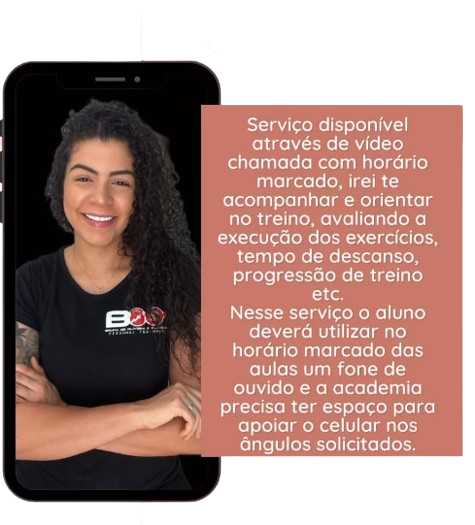 Serviço disponível
através de vídeo
chamada com horário
marcado, irei te
acompanhar e orientar
no treino, avaliando a
execução dos exercícios,
tempo de descanso,
progressão de treino
etc.
Nesse serviço o aluno
deverá utilizar no
horário marcado das
aulas um fone de
ouvido e a academia
precisa ter espaço para
apoiar o celular nos
ângulos solicitados.
PERSONAL TRAINER